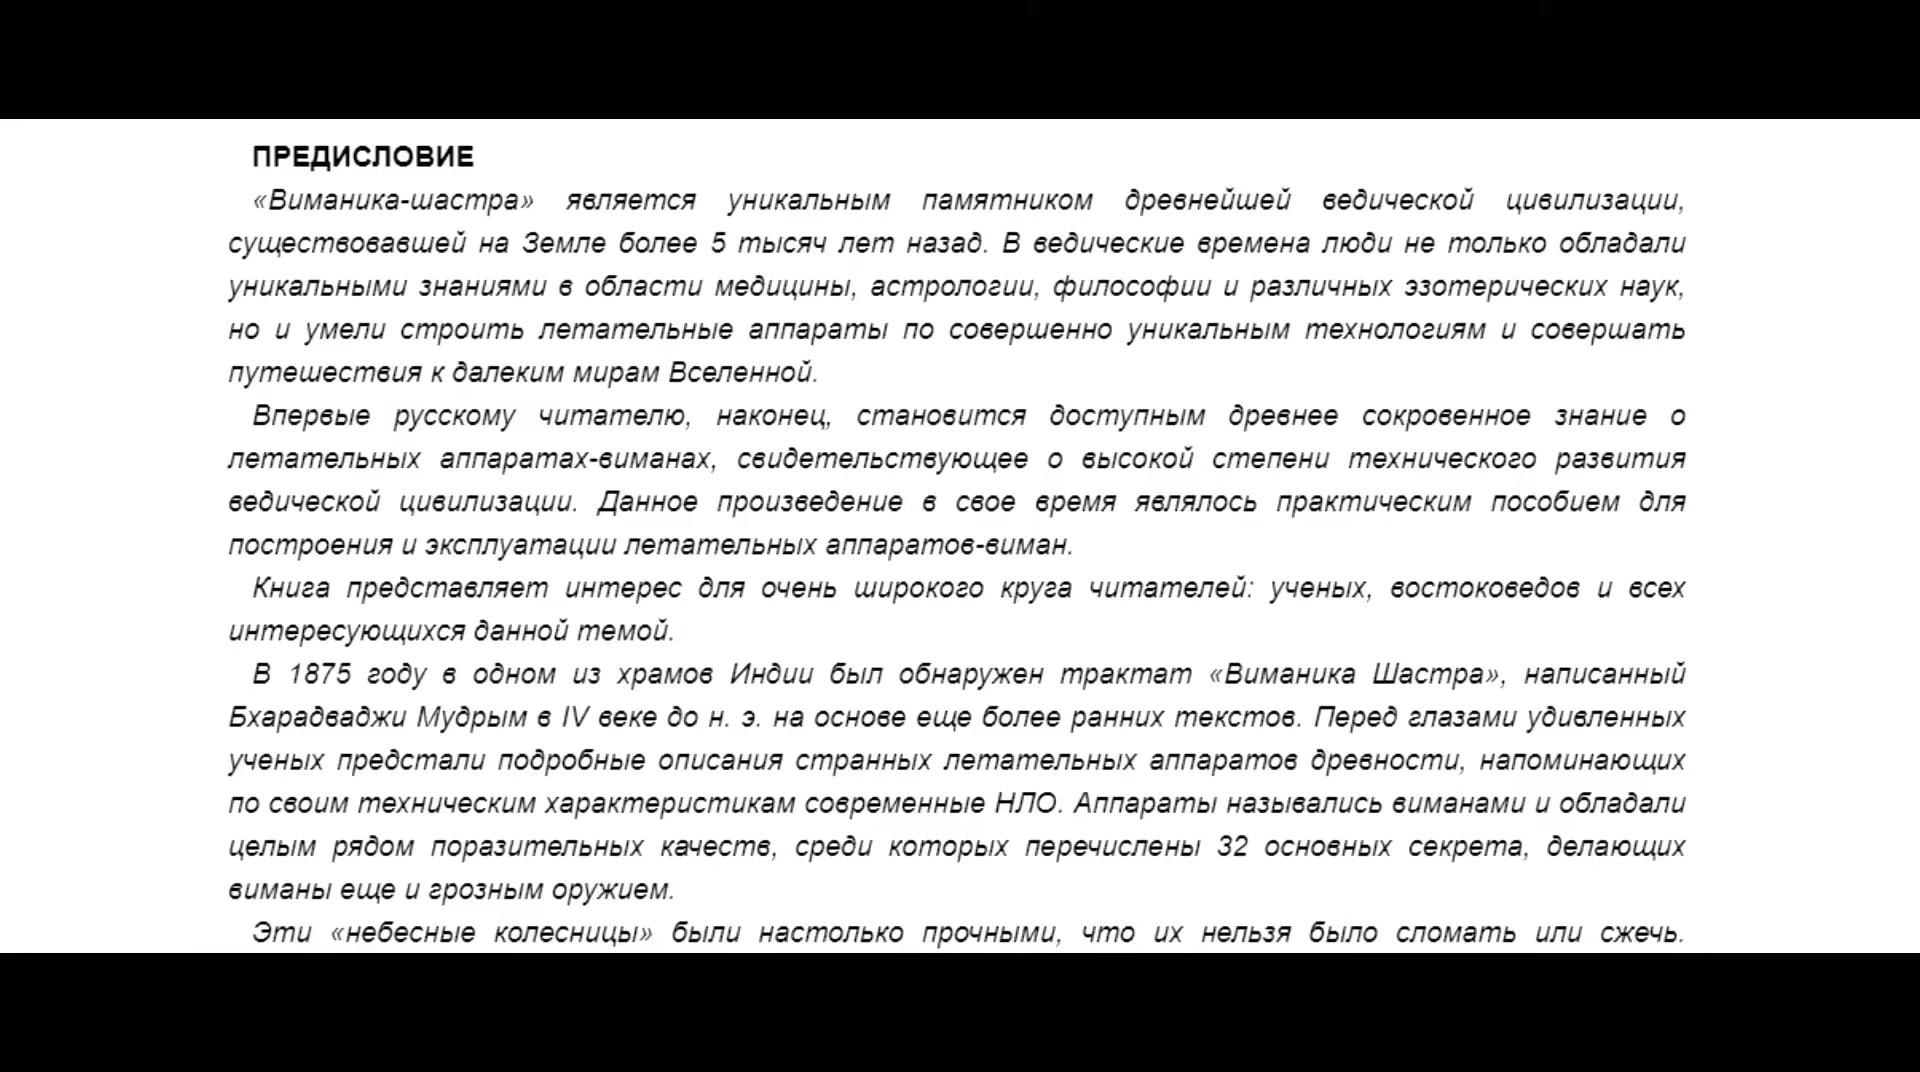 ПРЕДИСЛОВИЕ
«Виманика-шастра» является уникальным памятником древнейшей ведической цивилизации,
существовавшей на Земле более 5 тысяч лет назад. В ведические времена люди не только обладали
уникальными знаниями в области медицины, астрологии, философии и различных эзотерических наук,
но и умели строить летательные аппараты по совершенно уникальным технологиям и совершать
путешествия к далеким мирам Вселенной.
Впервые русскому читателю, наконец, становится доступным древнее сокровенное знание о
летательных аппаратах-виманах, свидетельствующее о высокой степени технического развития
ведической цивилизации. Данное произведение в свое время являлось практическим пособием для
построения и эксплуатации летательных аппаратов-виман.
Книга представляет интерес для очень широкого круга читателей: ученых, востоковедов и всех
интересующихся данной темой.
В 1875 году в одном из храмов Индии был обнаружен трактат «Виманика Шастра», написанный
Бхарадваджи Мудрым в IV веке до н. э. на основе еще более ранних текстов. Перед глазами удивленных
ученых предстали подробные описания странных летательных аппаратов древности, напоминающих
по своим техническим характеристикам современные НЛО. Аппараты назывались виманами и обладали
целым рядом поразительных качеств, среди которых перечислены 32 основных секрета, делающих
виманы еще и грозным оружием.
Эти «небесные колесницы» были настолько прочными, что их нельзя было сломать или сжечь.